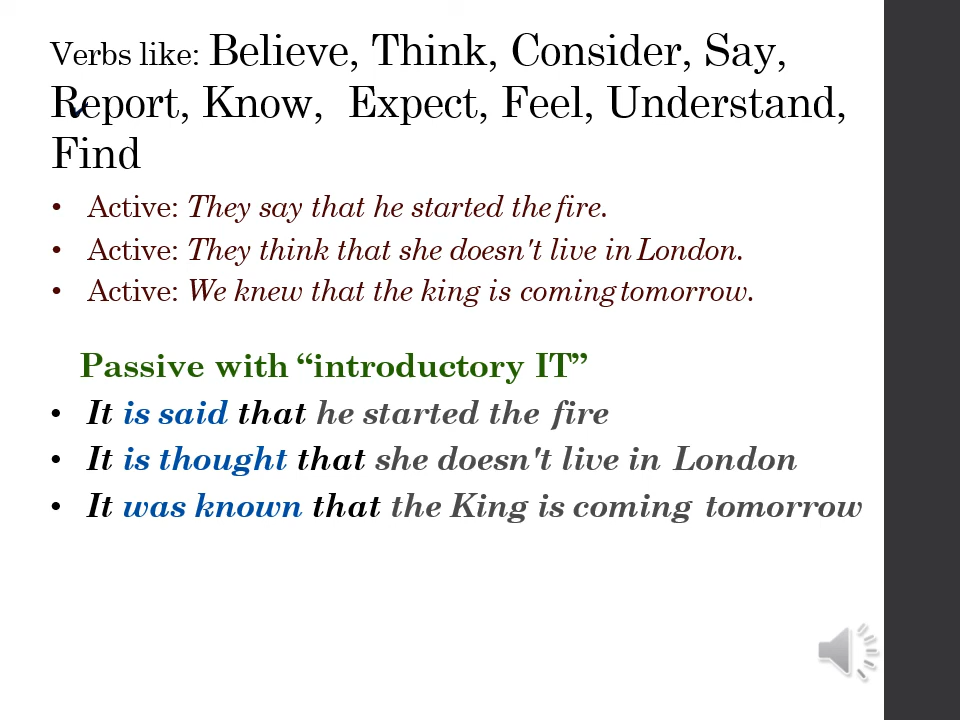 Verbs like: Believe, Think, Consider, Say,
Report, Know, Expect, Feel, Understand,
Find
• Active: They say that he started the fire.
• Active: They think that she doesn't live in London.
• Active: We knew that the king is coming tomorrow.
Passive with “introductory IT”
• It is said that he started the fire
• It is thought that she doesn't live in London
• It was known that the King is coming tomorrow